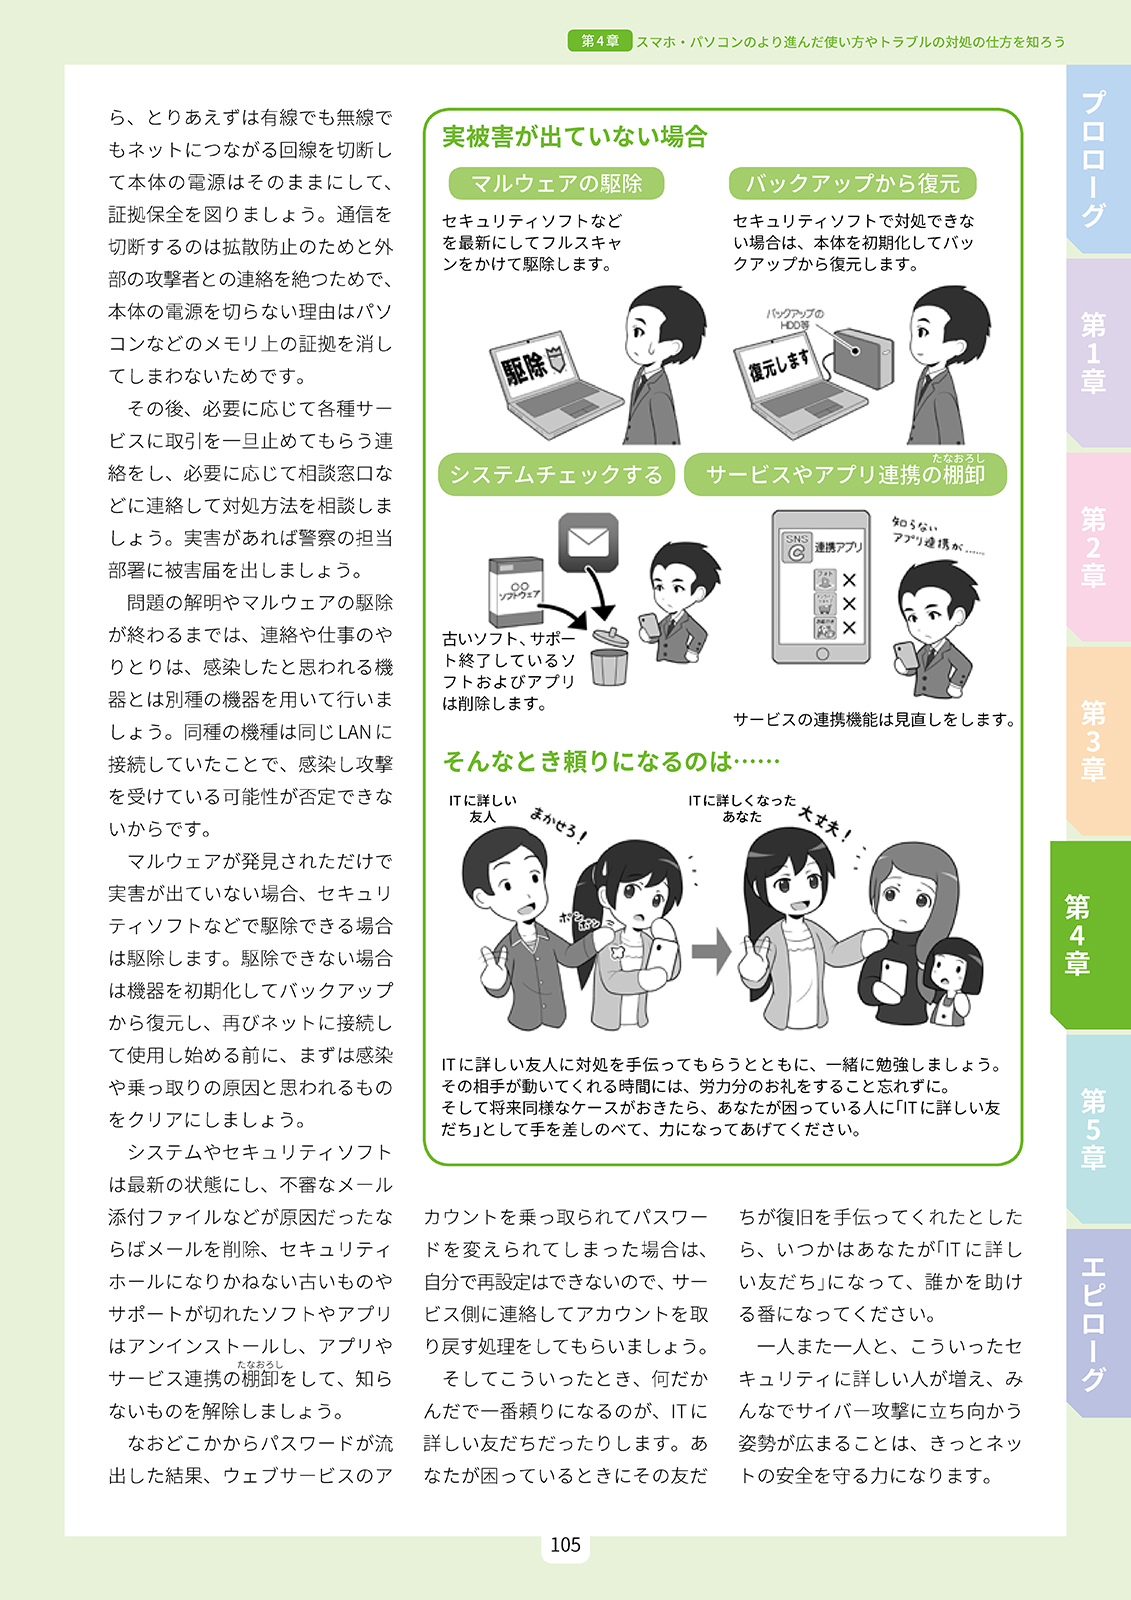 第4章 スマホ・パソコンのより進んだ使い方やトラブルの対処の仕方を知ろう
ら、とりあえずは有線でも無線で
もネットにつながる回線を切断し
て本体の電源はそのままにして、
証拠保全を図りましょう。通信を
切断するのは拡散防止のためと外
部の攻撃者との連絡を絶つためで、
本体の電源を切らない理由はパソ
コンなどのメモリ上の証拠を消し
てしまわないためです。
　その後、必要に応じて各種サー
ビスに取引を一旦止めてもらう連
絡をし、必要に応じて相談窓口な
どに連絡して対処方法を相談しま
しょう。実害があれば警察の担当
部署に被害届を出しましょう。
　問題の解明やマルウェアの駆除
が終わるまでは、連絡や仕事のや
りとりは、感染したと思われる機
器とは別種の機器を用いて行いま
しょう。同種の機種は同じLANに
接続していたことで、感染し攻撃
を受けている可能性が否定できな
いからです。
　マルウェアが発見されただけで
実害が出ていない場合、セキュリ
ティソフトなどで駆除できる場合
は駆除します。駆除できない場合
は機器を初期化してバックアップ
から復元し、再びネットに接続し
て使用し始める前に、まずは感染
や乗っ取りの原因と思われるもの
をクリアにしましょう。
　システムやセキュリティソフト
は最新の状態にし、不審なメール
添付ファイルなどが原因だったな
らばメールを削除、セキュリティ
ホールになりかねない古いものや
サポートが切れたソフトやアプリ
はアンインストールし、アプリや
たなおろし
サービス連携の棚卸をして、知ら
ないものを解除しましょう。
　なおどこかからパスワードが流
出した結果、ウェブサービスのア
実被害が出ていない場合
マルウェアの駆除
セキュリティソフトなど
を最新にしてフルスキャ
ンをかけて駆除します。
駆除
バックアップから復元
セキュリティソフトで対処できな
い場合は、本体を初期化してバッ
クアップから復元します。
バックアップの
HDD等
復元します
システムチェックする
〇〇
ソフトウェア
古いソフト、サポー
ト終了しているソ
フトおよびアプリ
は削除します。
たなおろし
サービスやアプリ連携の棚卸
SNS
C
連携アプリ
フォト
知らない
アプリ連携が……
サービスの連携機能は見直しをします。
そんなとき頼りになるのは……
ITに詳しい
友人
まかせろ！
ポンポン
ITに詳しくなった
あなた
大丈夫！
ITに詳しい友人に対処を手伝ってもらうとともに、一緒に勉強しましょう。
その相手が動いてくれる時間には、労力分のお礼をすること忘れずに。
そして将来同様なケースがおきたら、あなたが困っている人に｢ITに詳しい友
だち｣として手を差しのべて、力になってあげてください。
カウントを乗っ取られてパスワー
ドを変えられてしまった場合は、
自分で再設定はできないので、サー
ビス側に連絡してアカウントを取
り戻す処理をしてもらいましょう。
　そしてこういったとき、何だか
んだで一番頼りになるのが、ITに
詳しい友だちだったりします。あ
なたが困っているときにその友だ
ちが復旧を手伝ってくれたとした
ら、いつかはあなたが｢ITに詳し
い友だち｣になって、誰かを助け
る番になってください。
　一人また一人と、こういったセ
キュリティに詳しい人が増え、み
んなでサイバー攻撃に立ち向かう
姿勢が広まることは、きっとネッ
トの安全を守る力になります。
プロローグ
第1章
第2章
第3章
第4章
第5章
エピローグ
105